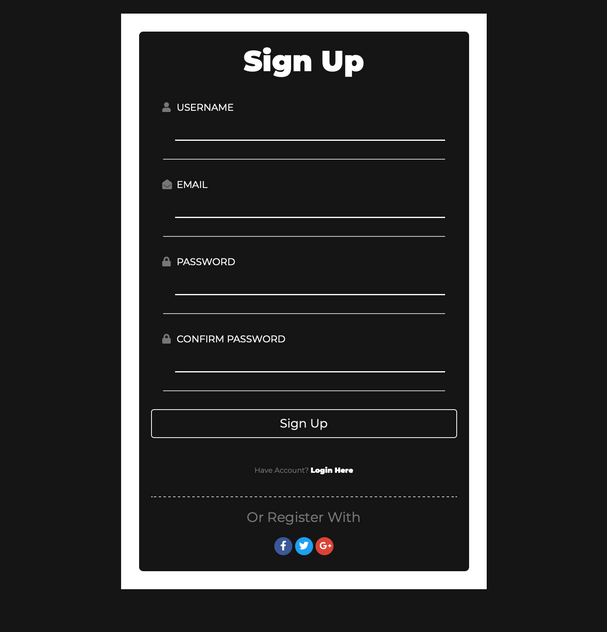 Sign Up
USERNAME
EMAIL
PASSWORD
CONFIRM PASSWORD
Sign Up
Have Account? Login Here
Or Register With
f G+